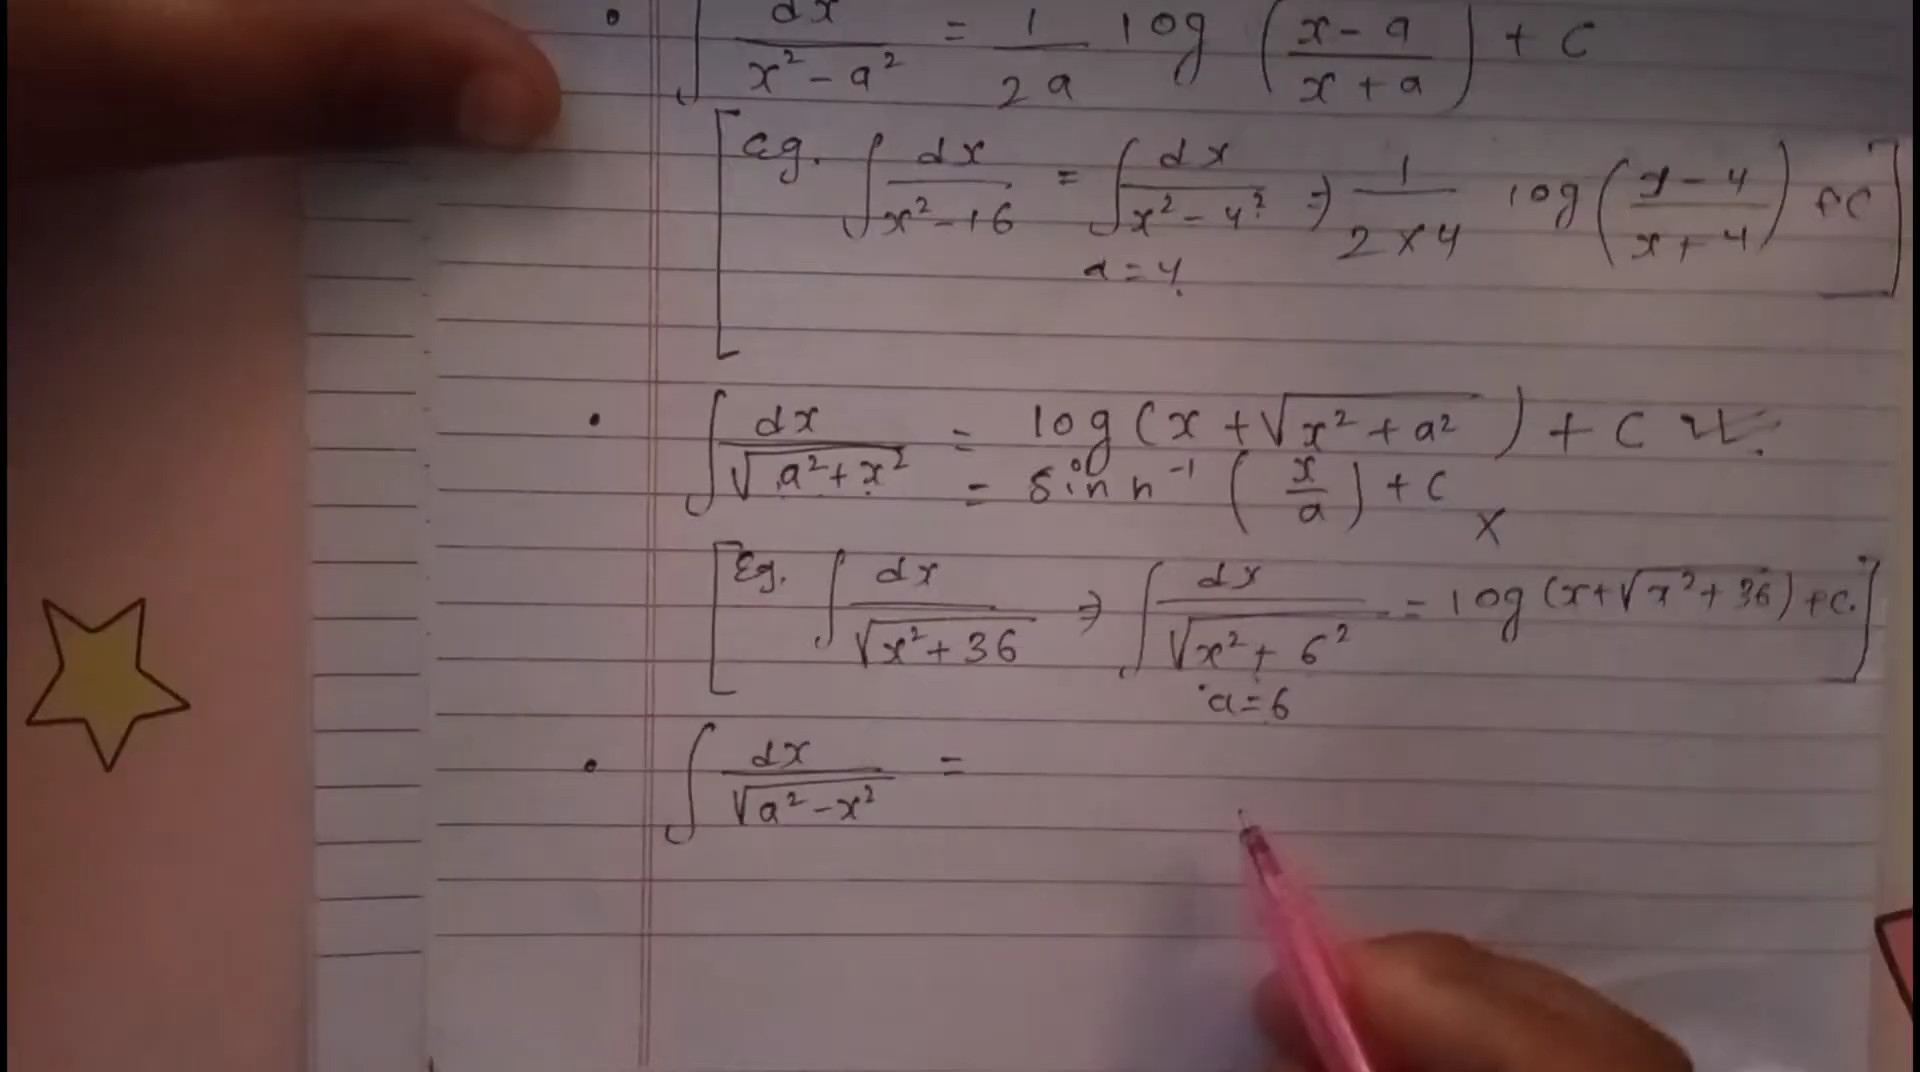 • ∫ dx / x² - a² = 1 / 2a log (x - a / x + a) + c
[Eg. ∫ dx / x² - 16 = ∫ dx / x² - 4² ⇒ 1 / 2 × 4 log (x - 4 / x + 4) + c]
a = 4.
• ∫ dx / √a² + x² = log (x + √x² + a²) + c
= sin h⁻¹ (x / a) + c ×
[Eg. ∫ dx / √x² + 36 ⇒ ∫ dx / √x² + 6² = log (x + √x² + 36) + c.]
a = 6
• ∫ dx / √a² - x² =